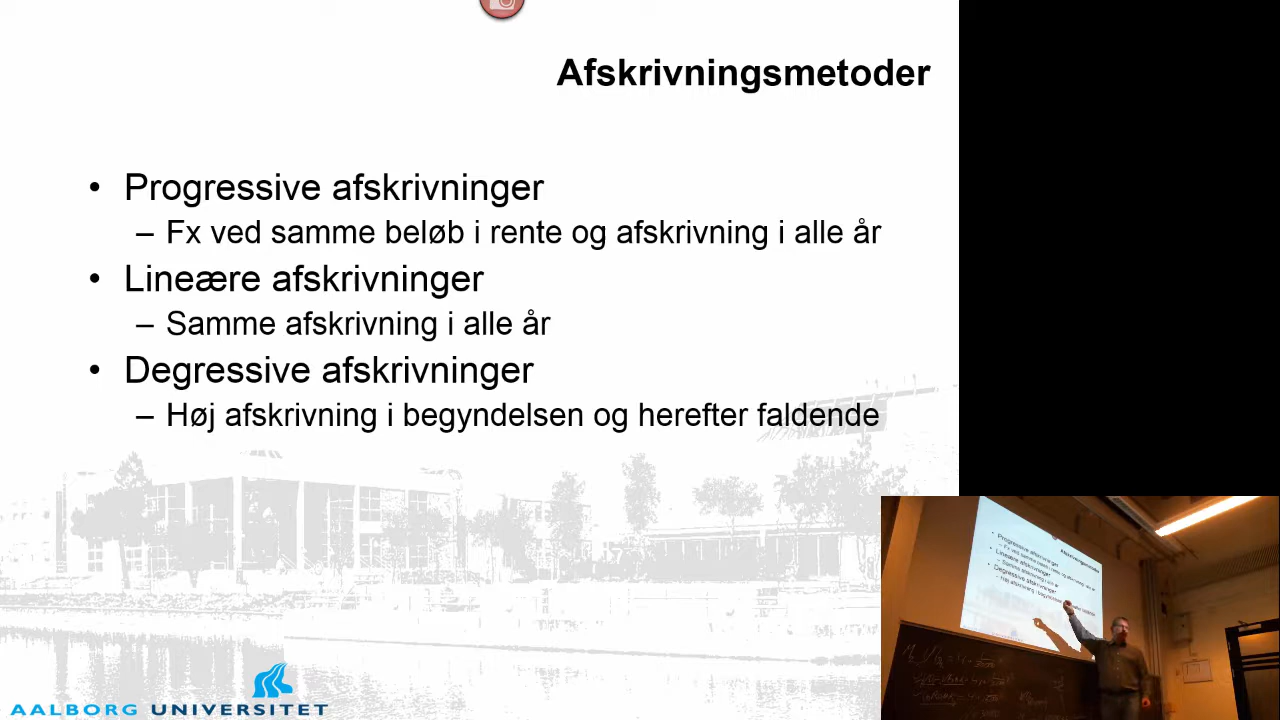 Afskrivningsmetoder
• Progressive afskrivninger
– Fx ved samme beløb i rente og afskrivning i alle år
• Lineære afskrivninger
– Samme afskrivning i alle år
• Degressive afskrivninger
– Høj afskrivning i begyndelsen og herefter faldende
AALBORG UNIVERSITET